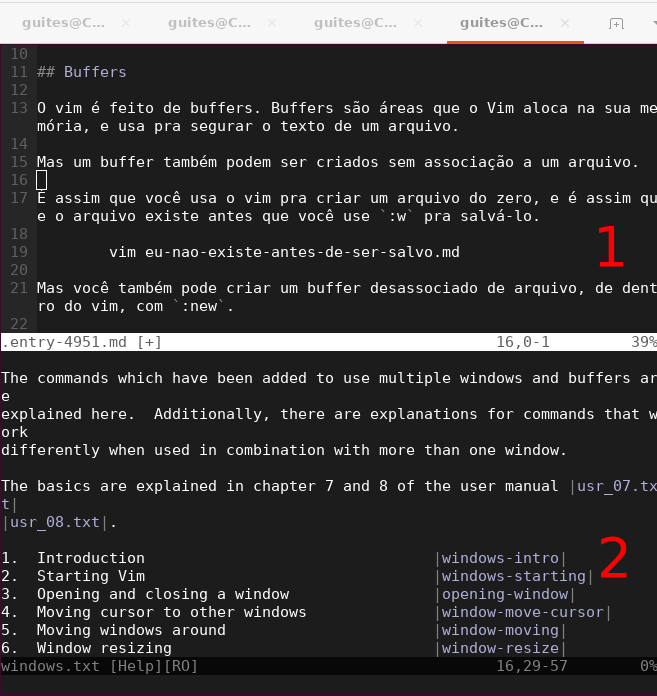 guites@C... × guites@C... × guites@C... × guites@C... ×
10
11 ## Buffers
12
13 O vim é feito de buffers. Buffers são áreas que o Vim aloca na sua me
mória, e usa pra segurar o texto de um arquivo.
14
15 Mas um buffer também podem ser criados sem associação a um arquivo.
16
17 É assim que você usa o vim pra criar um arquivo do zero, e é assim qu
e o arquivo existe antes que você use `:w` pra salvá-lo.
18
1
19 vim eu-nao-existe-antes-de-ser-salvo.md
20
21 Mas você também pode criar um buffer desassociado de arquivo, de dent
ro do vim, com `:new`.
22
.entry-4951.md [+] 16,0-1 39%
The commands which have been added to use multiple windows and buffers ar
e
explained here.  Additionally, there are explanations for commands that w
ork
differently when used in combination with more than one window.
The basics are explained in chapter 7 and 8 of the user manual |usr_07.tx
t|
|usr_08.txt|.
2
1. Introduction |windows-intro|
2. Starting Vim |windows-starting|
3. Opening and closing a window |opening-window|
4. Moving cursor to other windows |window-move-cursor|
5. Moving windows around |window-moving|
6. Window resizing |window-resize|
windows.txt [Help][RO] 16,29-57 0%